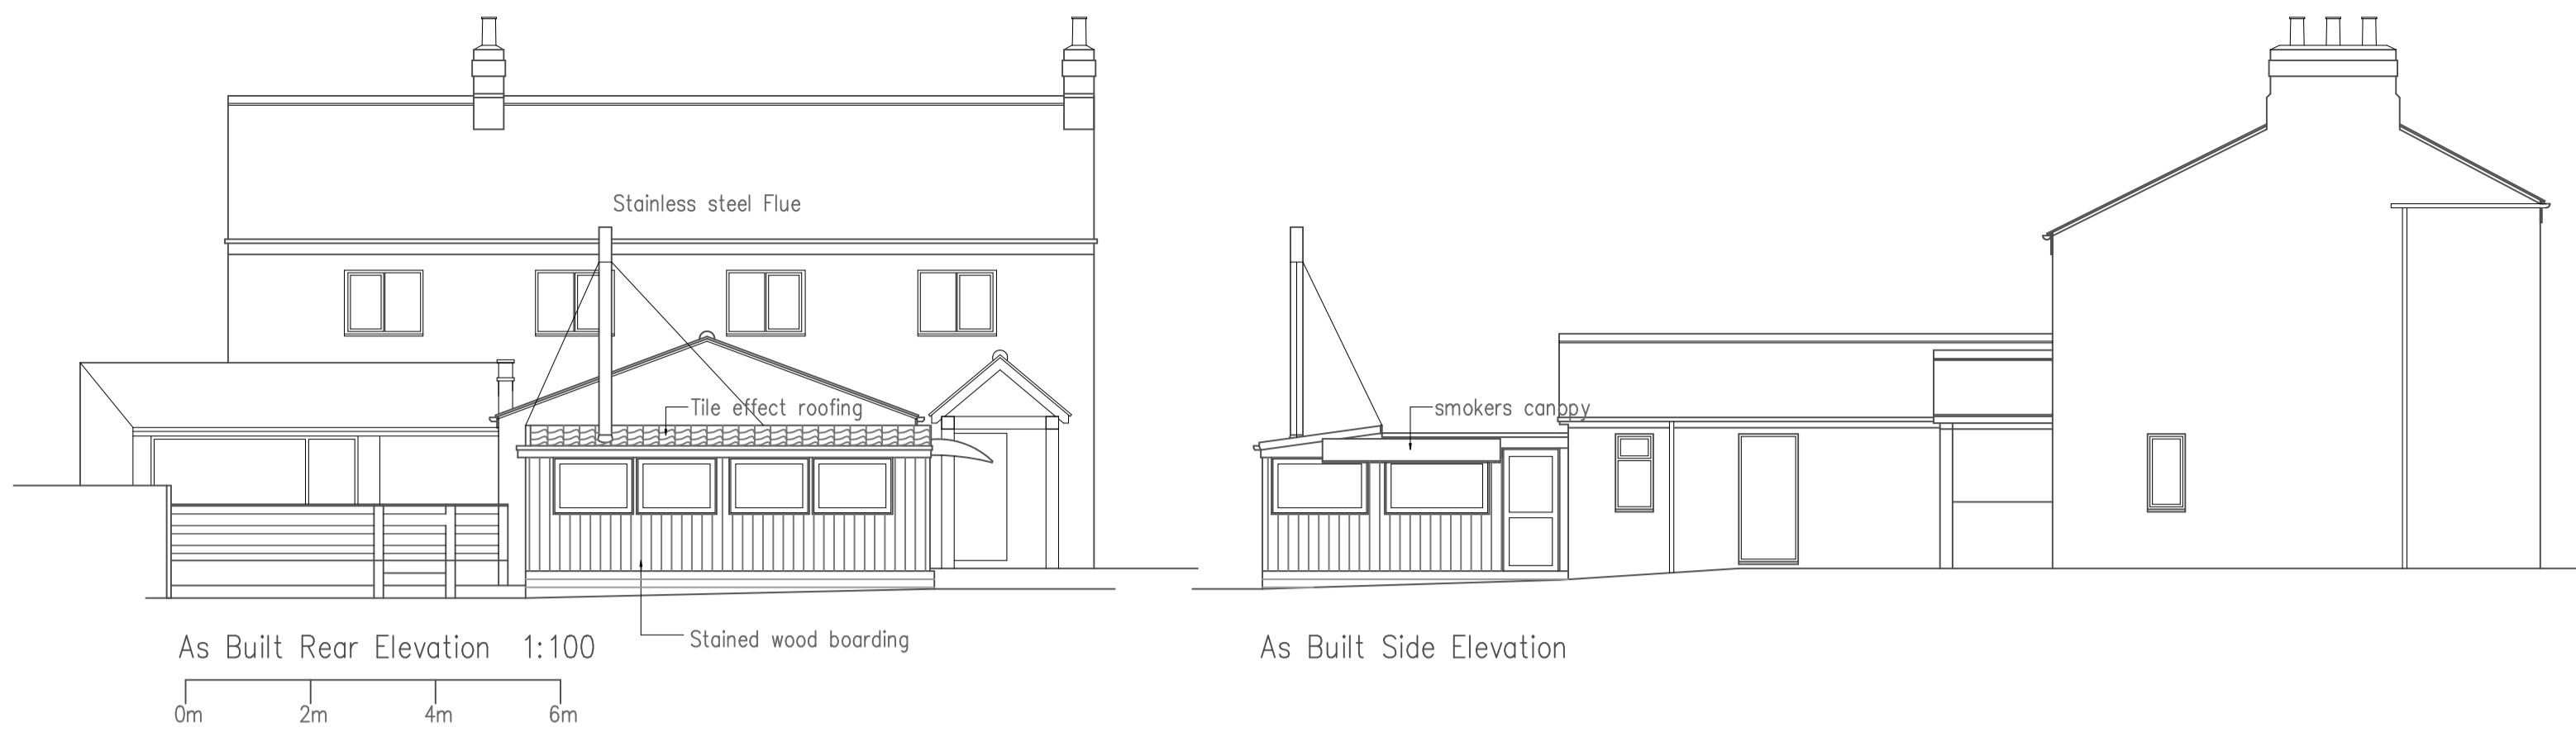 Stainless steel Flue
Tile effect roofing
smokers canopy
Stained wood boarding
As Built Rear Elevation 1:100
As Built Side Elevation
0m 2m 4m 6m